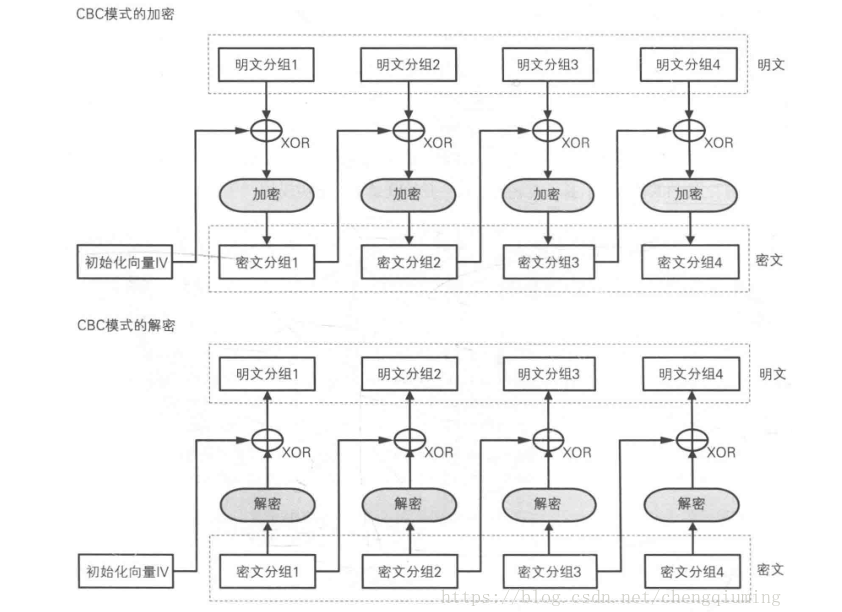 CBC模式的加密
明文分组1 明文分组2 明文分组3 明文分组4 明文
XOR XOR XOR XOR
加密 加密 加密 加密
初始化向量IV 密文分组1 密文分组2 密文分组3 密文分组4 密文
CBC模式的解密
明文分组1 明文分组2 明文分组3 明文分组4 明文
XOR XOR XOR XOR
解密 解密 解密 解密
初始化向量IV 密文分组1 密文分组2 密文分组3 密文分组4 密文
https://blog.csdn.net/chengqiuming